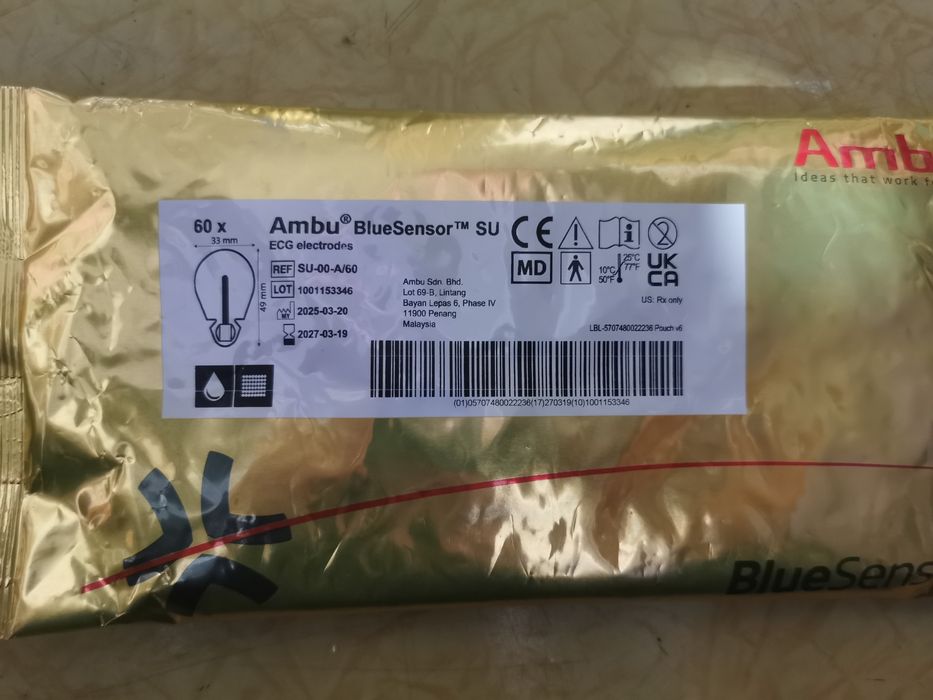 Amb
Ideas that work f
60 x
Ambu® BlueSensor™ SU
ECG electrodes
33 mm
49 mm
REF SU-00-A/60
LOT 1001153346
MY 2025-03-20
2027-03-19
Ambu Sdn. Bhd.
Lot 69-B, Lintang
Bayan Lepas 6, Phase IV
11900 Penang
Malaysia
CE
MD
10°C
50°F
25°C
77°F
UK
CA
US: Rx only
LBL-5707480022236 Pouch v6
(01)05707480022236(17)270319(10)1001153346
BlueSens